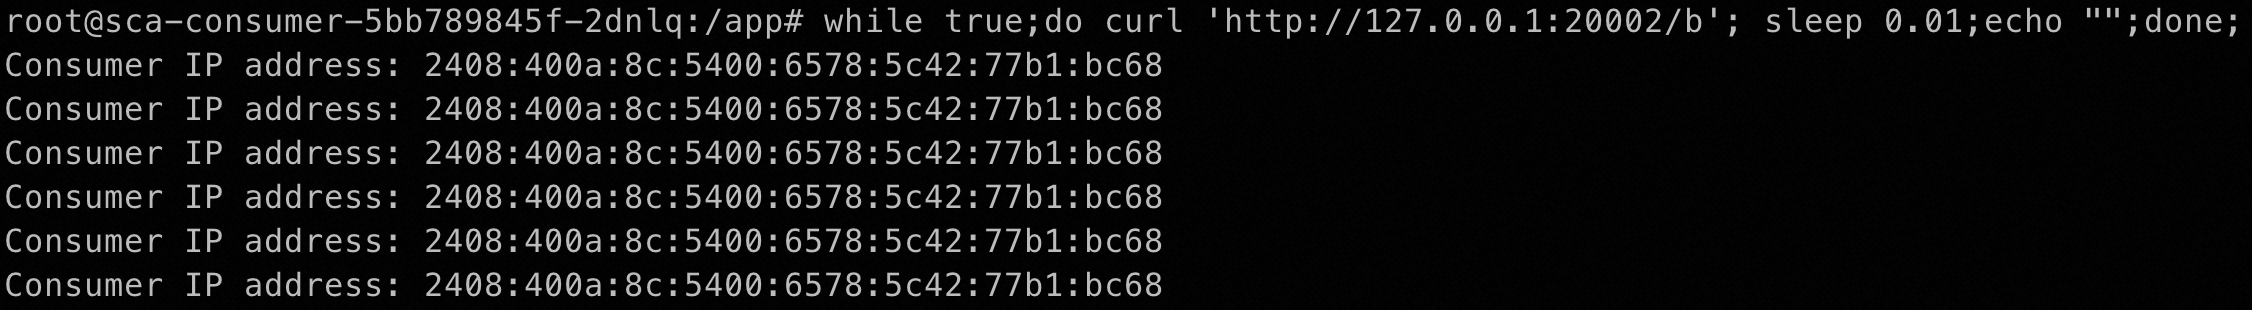 root@sca-consumer-5bb789845f-2dnlq:/app# while true;do curl 'http://127.0.0.1:20002/b'; sleep 0.01;echo "";done;
Consumer IP address: 2408:400a:8c:5400:6578:5c42:77b1:bc68
Consumer IP address: 2408:400a:8c:5400:6578:5c42:77b1:bc68
Consumer IP address: 2408:400a:8c:5400:6578:5c42:77b1:bc68
Consumer IP address: 2408:400a:8c:5400:6578:5c42:77b1:bc68
Consumer IP address: 2408:400a:8c:5400:6578:5c42:77b1:bc68
Consumer IP address: 2408:400a:8c:5400:6578:5c42:77b1:bc68